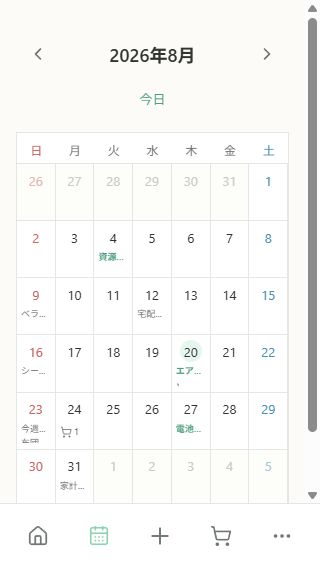 2026年8月
今日
日 月 火 水 木 金 土
26 27 28 29 30 31 1
2 3 4 5 6 7 8
資源...
9 10 11 12 13 14 15
ベラ... 宅配...
16 17 18 19 20 21 22
シー... エア...
23 24 25 26 27 28 29
今週... 1 電池...
30 31 1 2 3 4 5
家計...